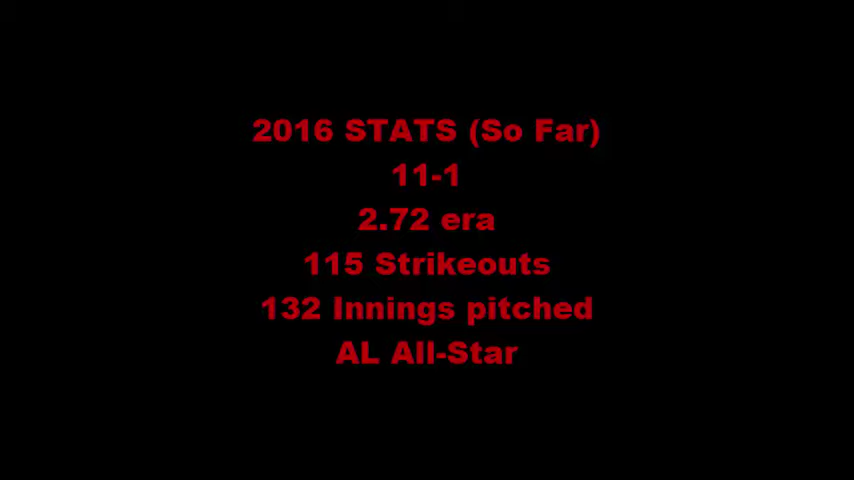 2016 STATS (So Far)
11-1
2.72 era
115 Strikeouts
132 Innings pitched
AL All-Star